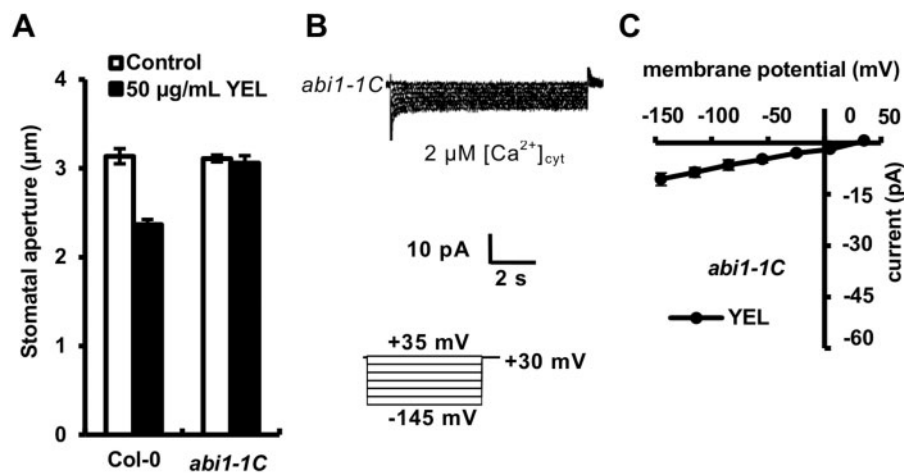 A
Control
50 µg/mL YEL
Stomatal aperture (µm)
4
3
2
1
0
Col-0
abi1-1C
B
abi1-1C
2 µM [Ca²⁺]cyt
10 pA
2 s
+35 mV
+30 mV
-145 mV
C
membrane potential (mV)
-150 -100 -50 0 50
-15
-30
-45
-60
current (pA)
abi1-1C
YEL